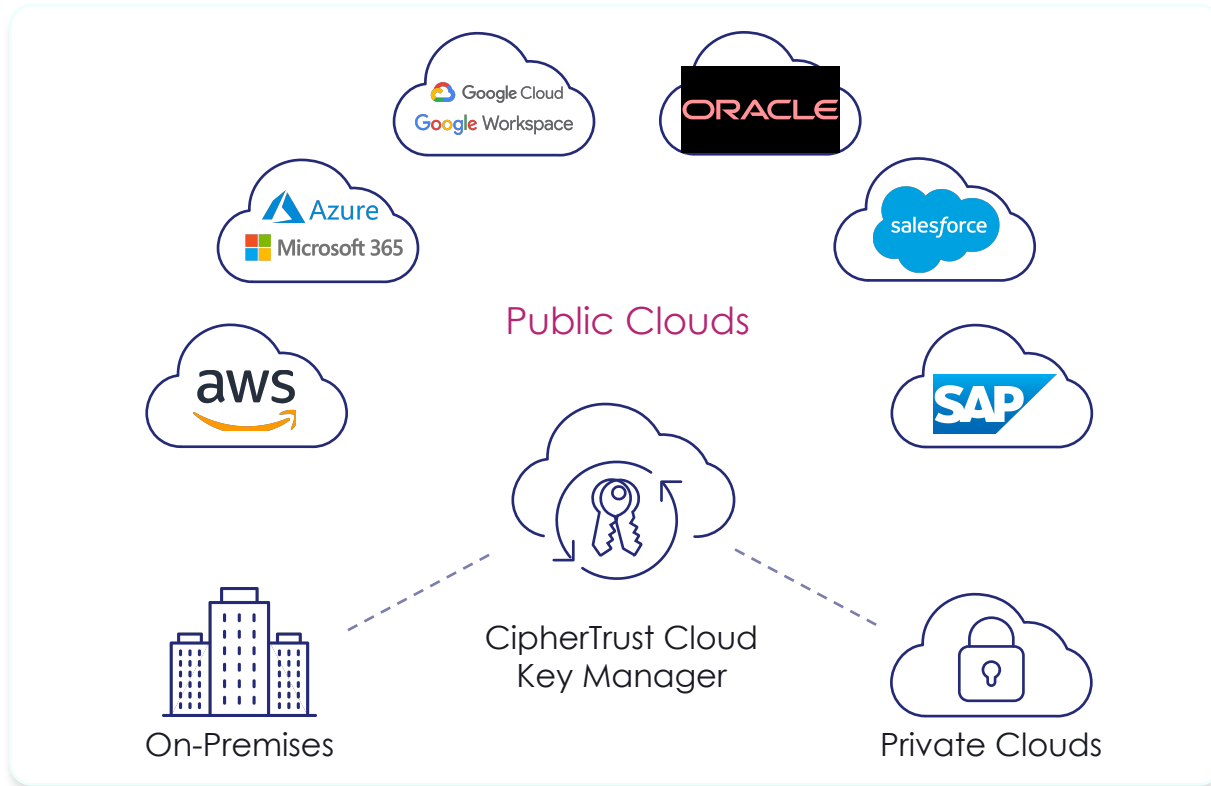 Google Cloud
Google Workspace
ORACLE
Azure
Microsoft 365
salesforce
Public Clouds
aws
SAP
CipherTrust Cloud
Key Manager
On-Premises
Private Clouds